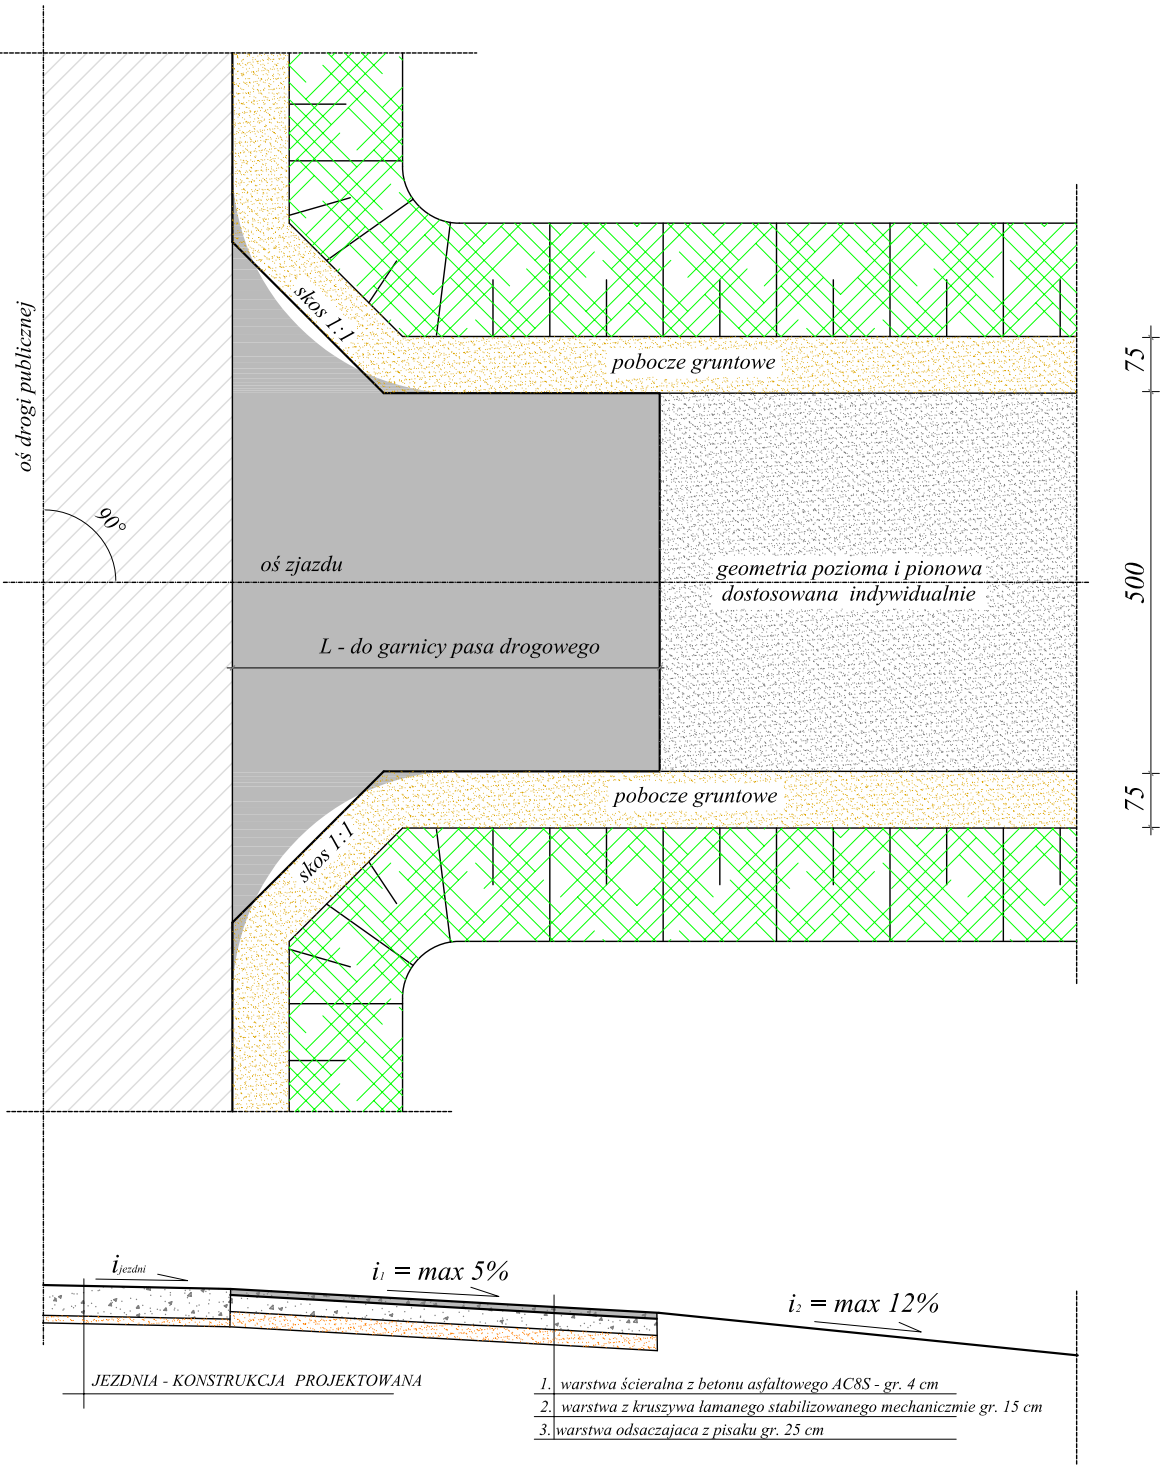 oś drogi publicznej
skos 1:1
pobocze gruntowe
75
90°
oś zjazdu
geometria pozioma i pionowa
dostosowana indywidualnie
500
L - do garnicy pasa drogowego
pobocze gruntowe
75
skos 1:1
i jezdni
i1 = max 5%
i2 = max 12%
JEZDNIA - KONSTRUKCJA PROJEKTOWANA
1. warstwa ścieralna z betonu asfaltowego AC8S - gr. 4 cm
2. warstwa z kruszywa łamanego stabilizowanego mechanicznie gr. 15 cm
3. warstwa odsaczajaca z pisaku gr. 25 cm